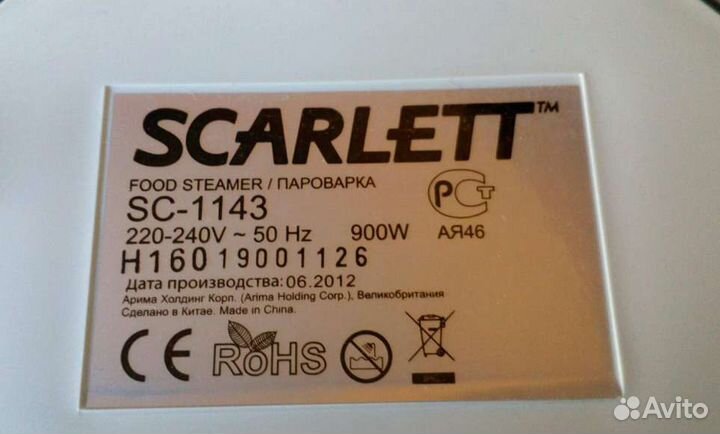 SCARLETT™
FOOD STEAMER / ПАРОВАРКА
SC-1143
220-240V ~ 50 Hz 900W
РСТ
АЯ46
H16019001126
Дата производства: 06.2012
Арима Холдинг Корп. (Arima Holding Corp.), Великобритания
Сделано в Китае. Made in China.
CE RoHS
Avito